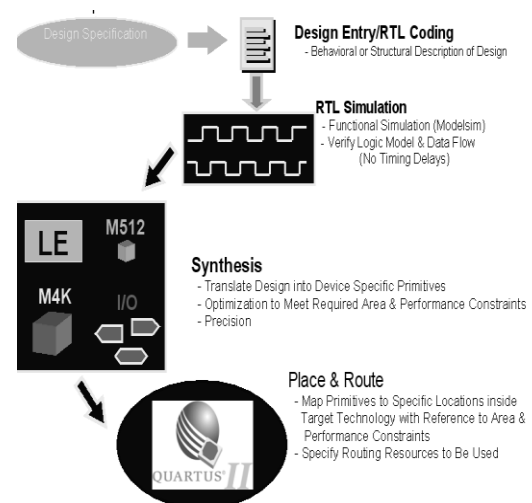 Design Specification
Design Entry/RTL Coding
- Behavioral or Structural Description of Design
RTL Simulation
- Functional Simulation (Modelsim)
- Verify Logic Model & Data Flow
(No Timing Delays)
LE
M512
M4K
I/O
Synthesis
- Translate Design into Device Specific Primitives
- Optimization to Meet Required Area & Performance Constraints
- Precision
Place & Route
- Map Primitives to Specific Locations inside
Target Technology with Reference to Area &
Performance Constraints
- Specify Routing Resources to Be Used
QUARTUS® II